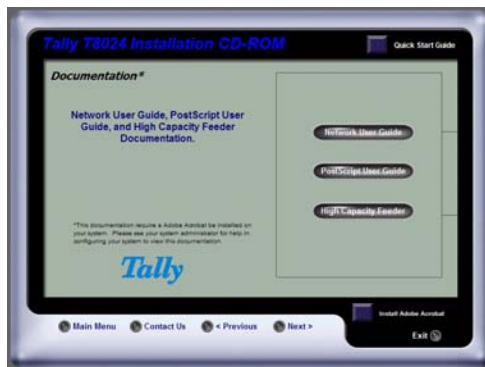 Tally T8024 Installation CD-ROM
Quick Start Guide
Documentation*
Network User Guide, PostScript User
Guide, and High Capacity Feeder
Documentation.
Network User Guide
PostScript User Guide
High Capacity Feeder
*This documentation require a Adobe Acrobat be installed on
your system. Please see your system administrator for help in
configuring your system to view this documentation.
Tally
Install Adobe Acrobat
Main Menu
Contact Us
< Previous
Next >
Exit